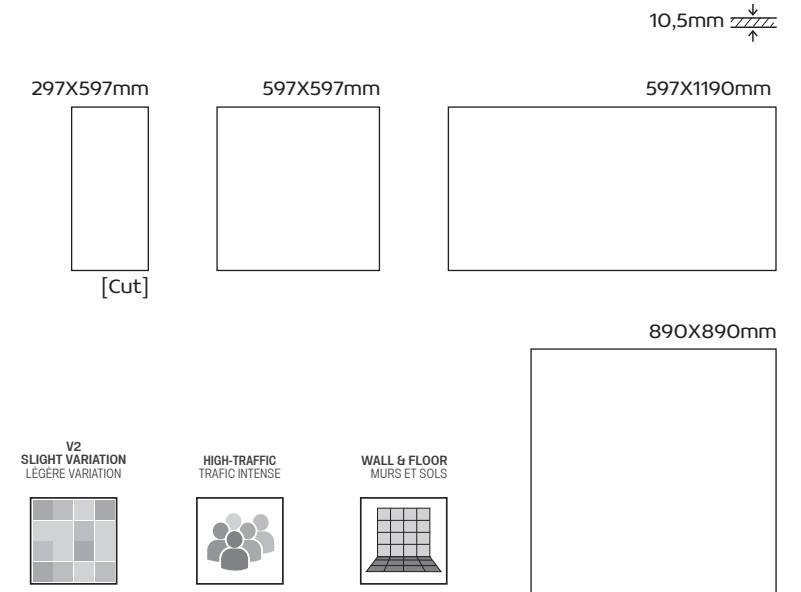 10,5mm
297X597mm
597X597mm
597X1190mm
[Cut]
890X890mm
V2
SLIGHT VARIATION
LÉGÈRE VARIATION
HIGH-TRAFFIC
TRAFIC INTENSE
WALL & FLOOR
MURS ET SOLS